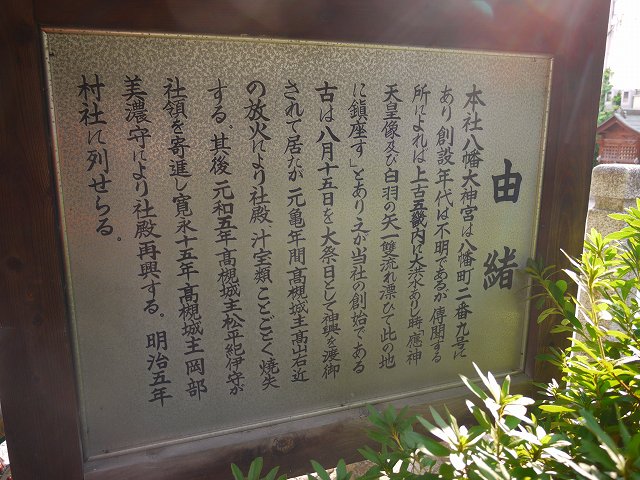 由緒
本社八幡大神宮は八幡町二番九号に
あり創設年代は不明であるが傳聞する
所によれば上古五畿内に大洪水あり時應神
天皇像及び白羽の矢一雙流れ漂ひて此の地
に鎮座す」とありこれが当社の創始である
古は八月十五日を大祭日として神輿を渡御
されて居たが元亀年間高槻城主高山右近
の放火により社殿、什宝類ことごとく焼失
する。其後元和五年高槻城主松平紀伊守が
社領を寄進し寛永十五年高槻城主岡部
美濃守により社殿再興する。明治五年
村社に列せらる。